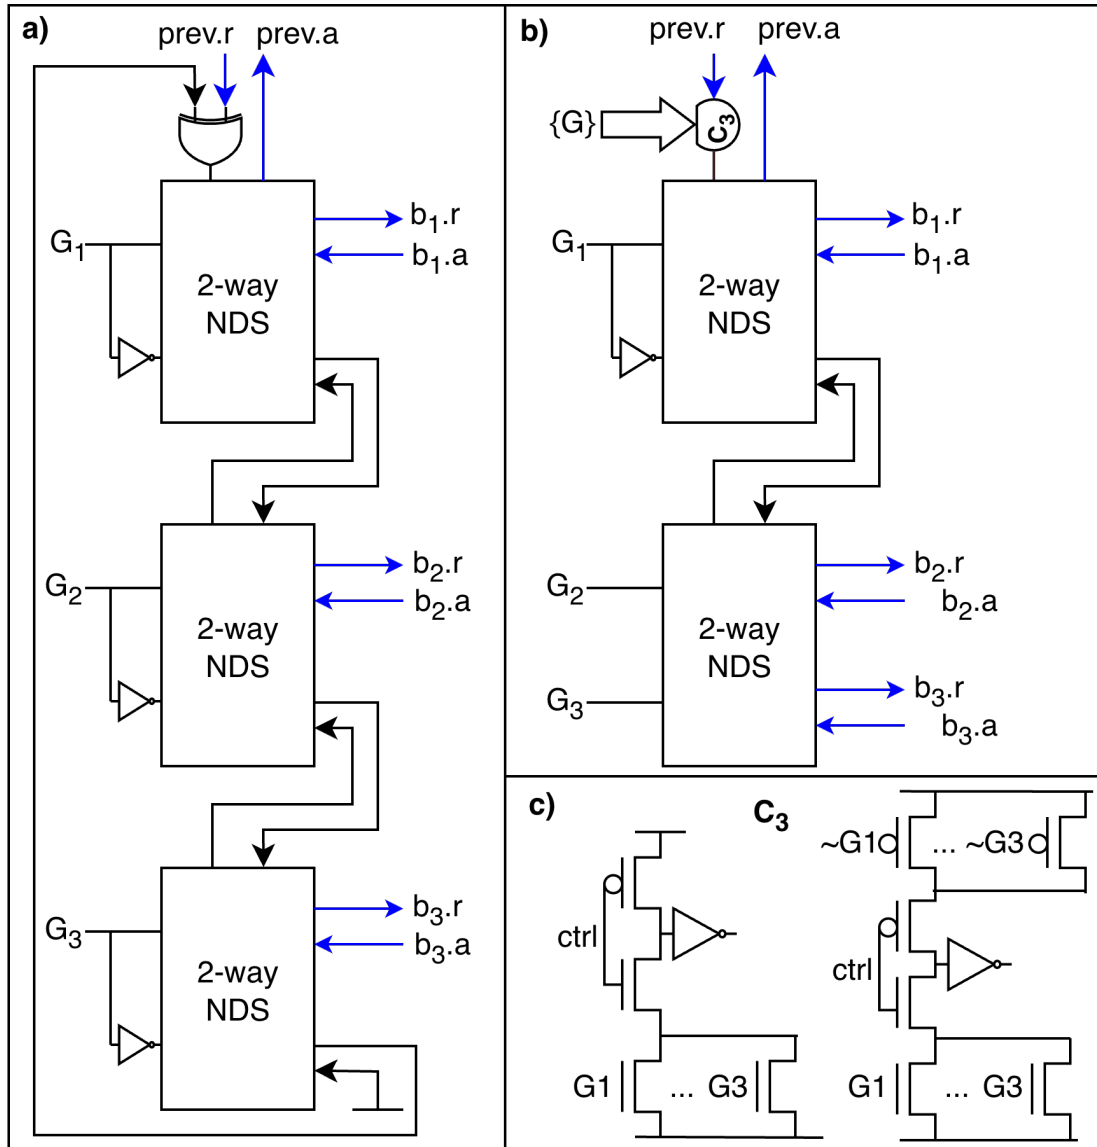 a)
prev.r prev.a
G1
b1.r
b1.a
2-way
NDS
G2
b2.r
b2.a
2-way
NDS
G3
b3.r
b3.a
2-way
NDS
b)
prev.r prev.a
{G}
C3
G1
b1.r
b1.a
2-way
NDS
G2
b2.r
b2.a
2-way
NDS
G3
b3.r
b3.a
c)
ctrl
G1 ... G3
C3
~G1 ... ~G3
ctrl
G1 ... G3